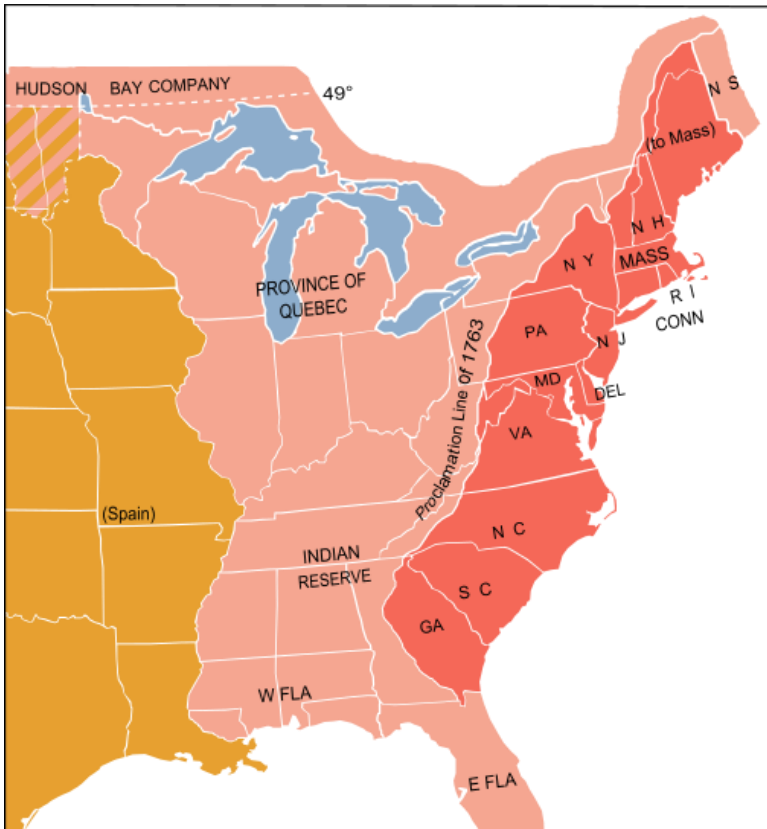 HUDSON BAY COMPANY
49°
N S
(to Mass)
N H
N Y
MASS
R I
CONN
PROVINCE OF
QUEBEC
PA
N J
Proclamation Line of 1763
MD
DEL
VA
(Spain)
N C
INDIAN
RESERVE
S C
GA
W FLA
E FLA